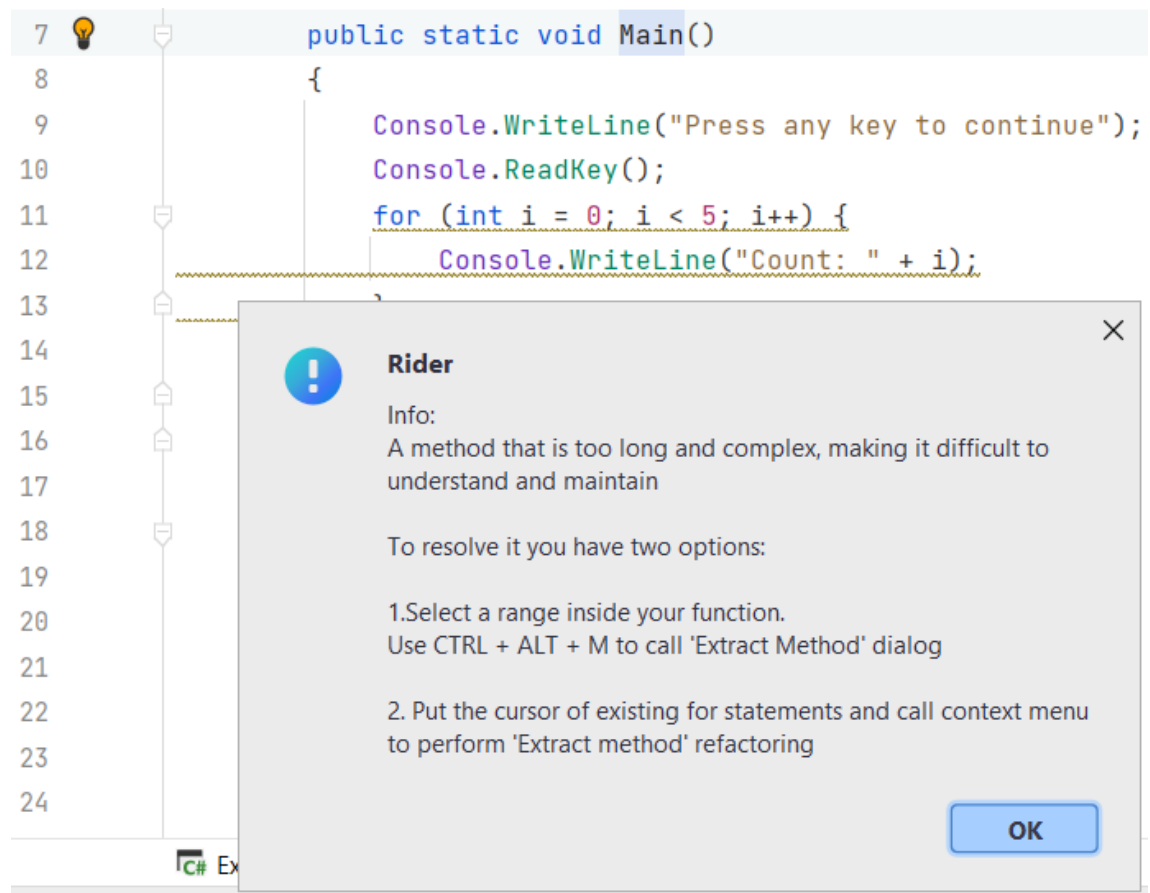 7 public static void Main()
8 {
9 Console.WriteLine("Press any key to continue");
10 Console.ReadKey();
11 for (int i = 0; i < 5; i++) {
12 Console.WriteLine("Count: " + i);
13
14
15
16
17
18
19
20
21
22
23
24
Rider
Info:
A method that is too long and complex, making it difficult to
understand and maintain
To resolve it you have two options:
1.Select a range inside your function.
Use CTRL + ALT + M to call 'Extract Method' dialog
2. Put the cursor of existing for statements and call context menu
to perform 'Extract method' refactoring
OK
C# Ex